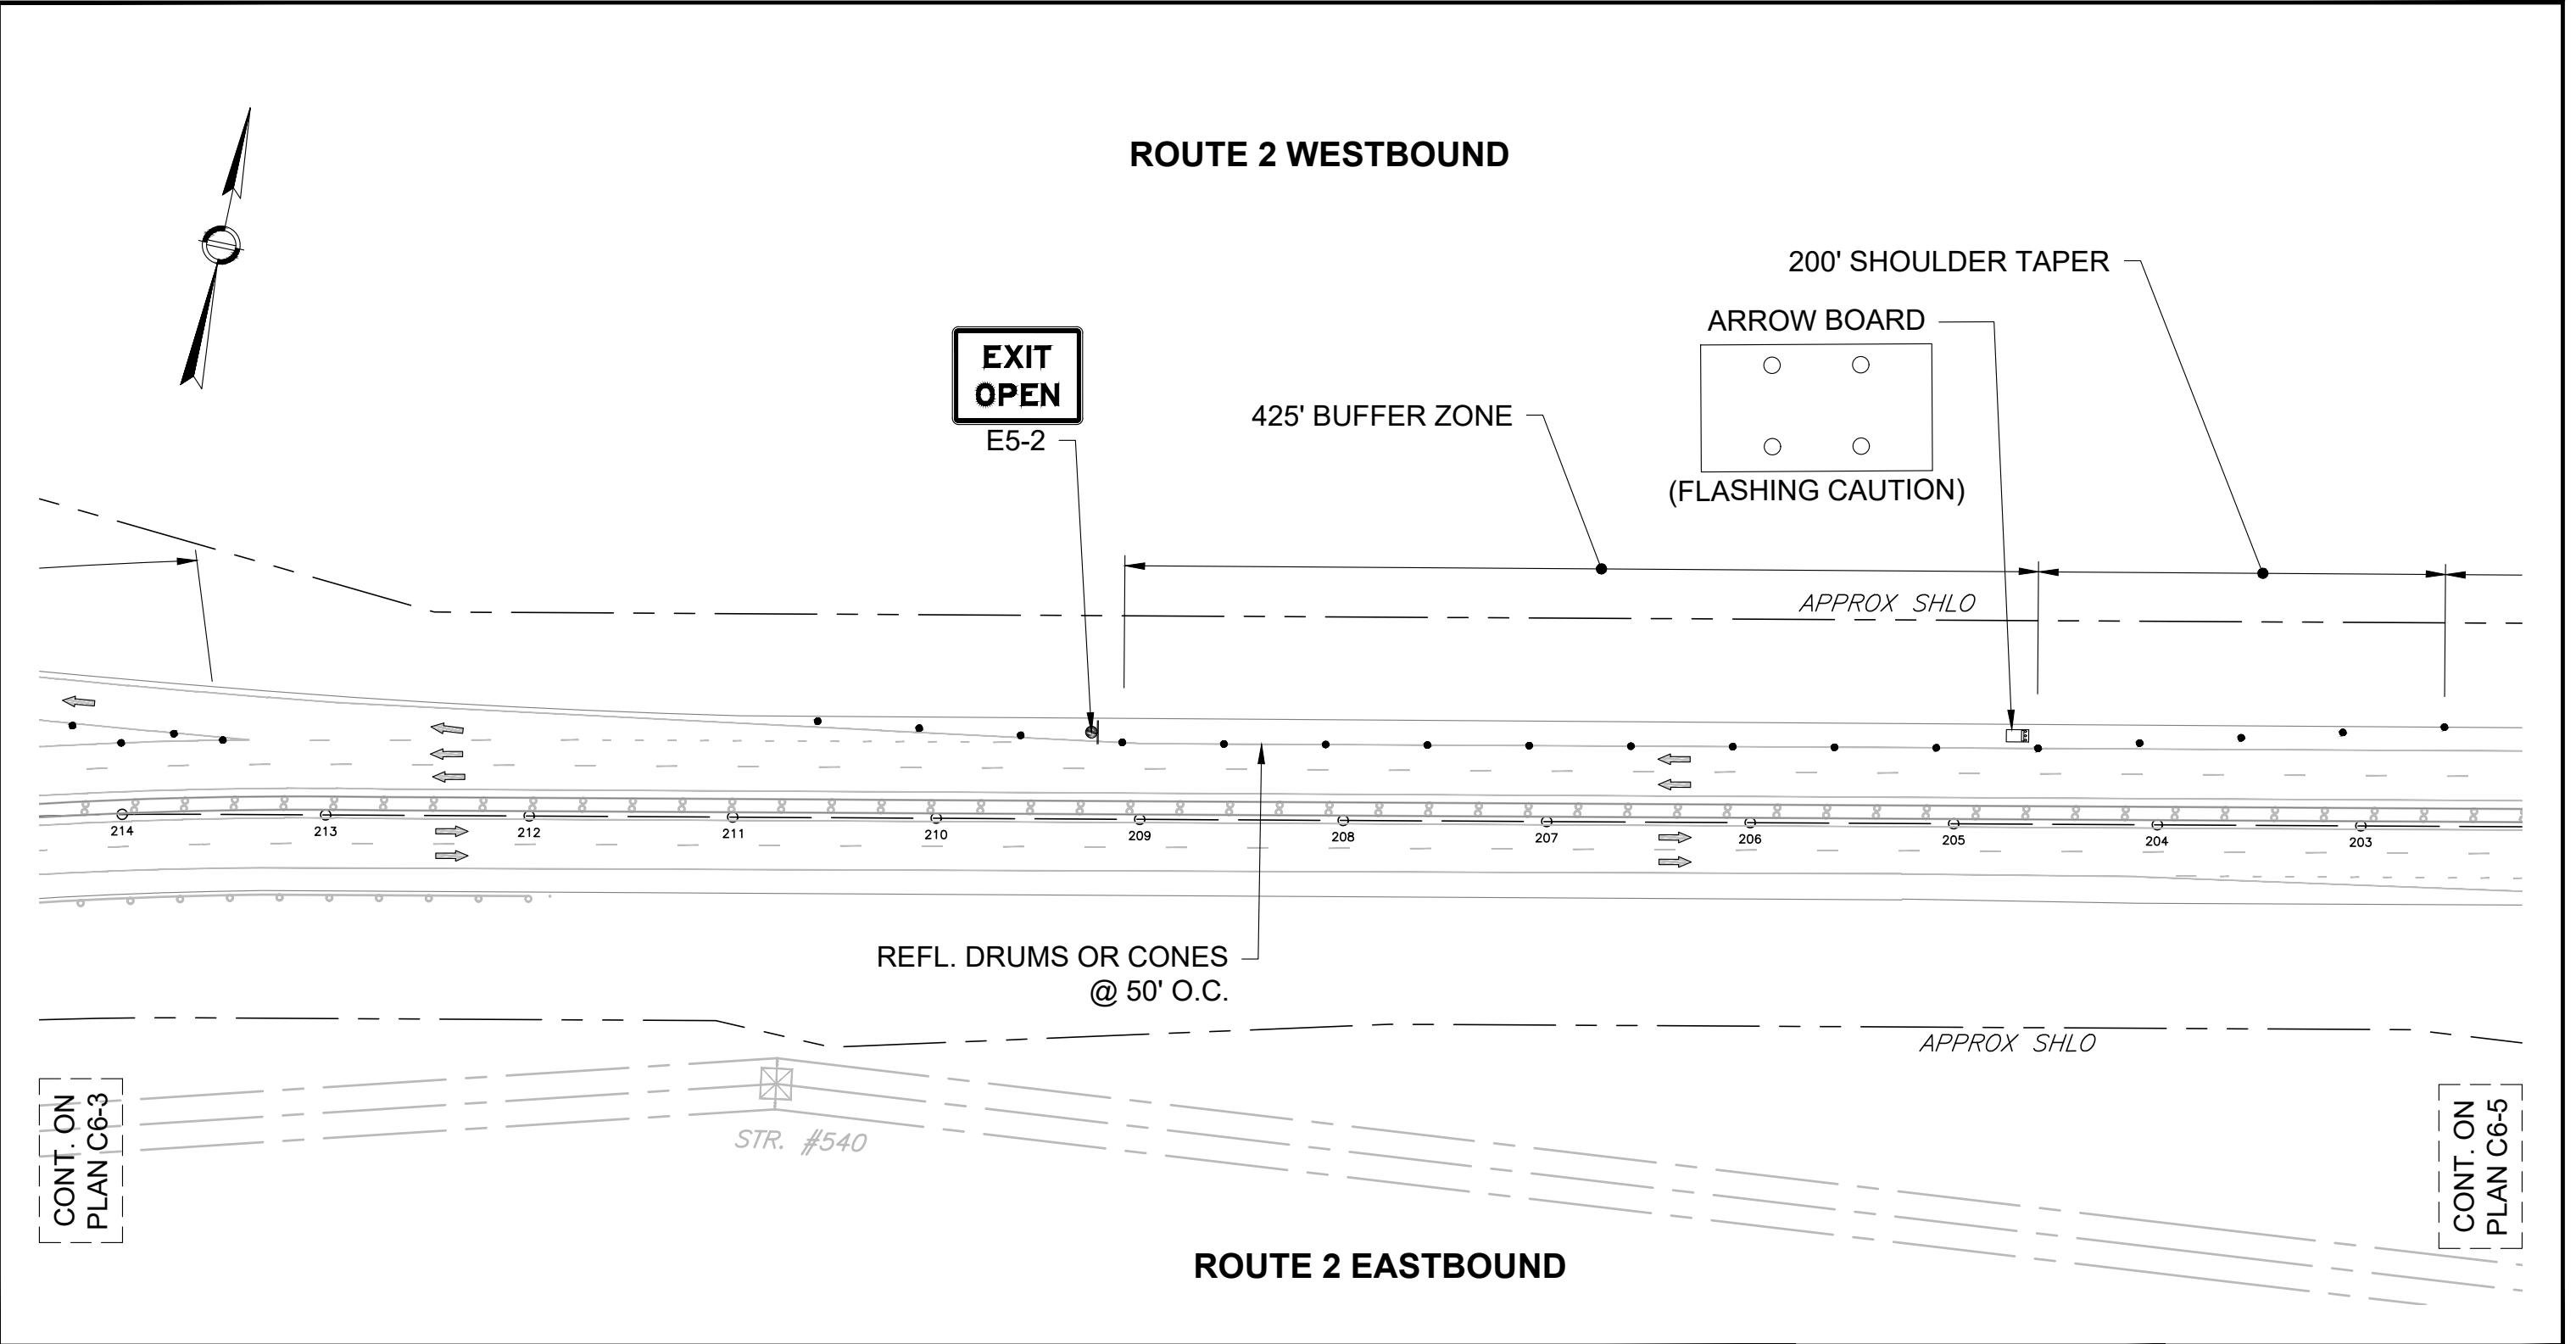 ROUTE 2 WESTBOUND
200' SHOULDER TAPER
ARROW BOARD
(FLASHING CAUTION)
EXIT
OPEN
E5-2
425' BUFFER ZONE
APPROX SHLO
214
213
212
211
210
209
208
207
206
205
204
203
REFL. DRUMS OR CONES
@ 50' O.C.
APPROX SHLO
CONT. ON
PLAN C6-3
STR. #540
CONT. ON
PLAN C6-5
ROUTE 2 EASTBOUND